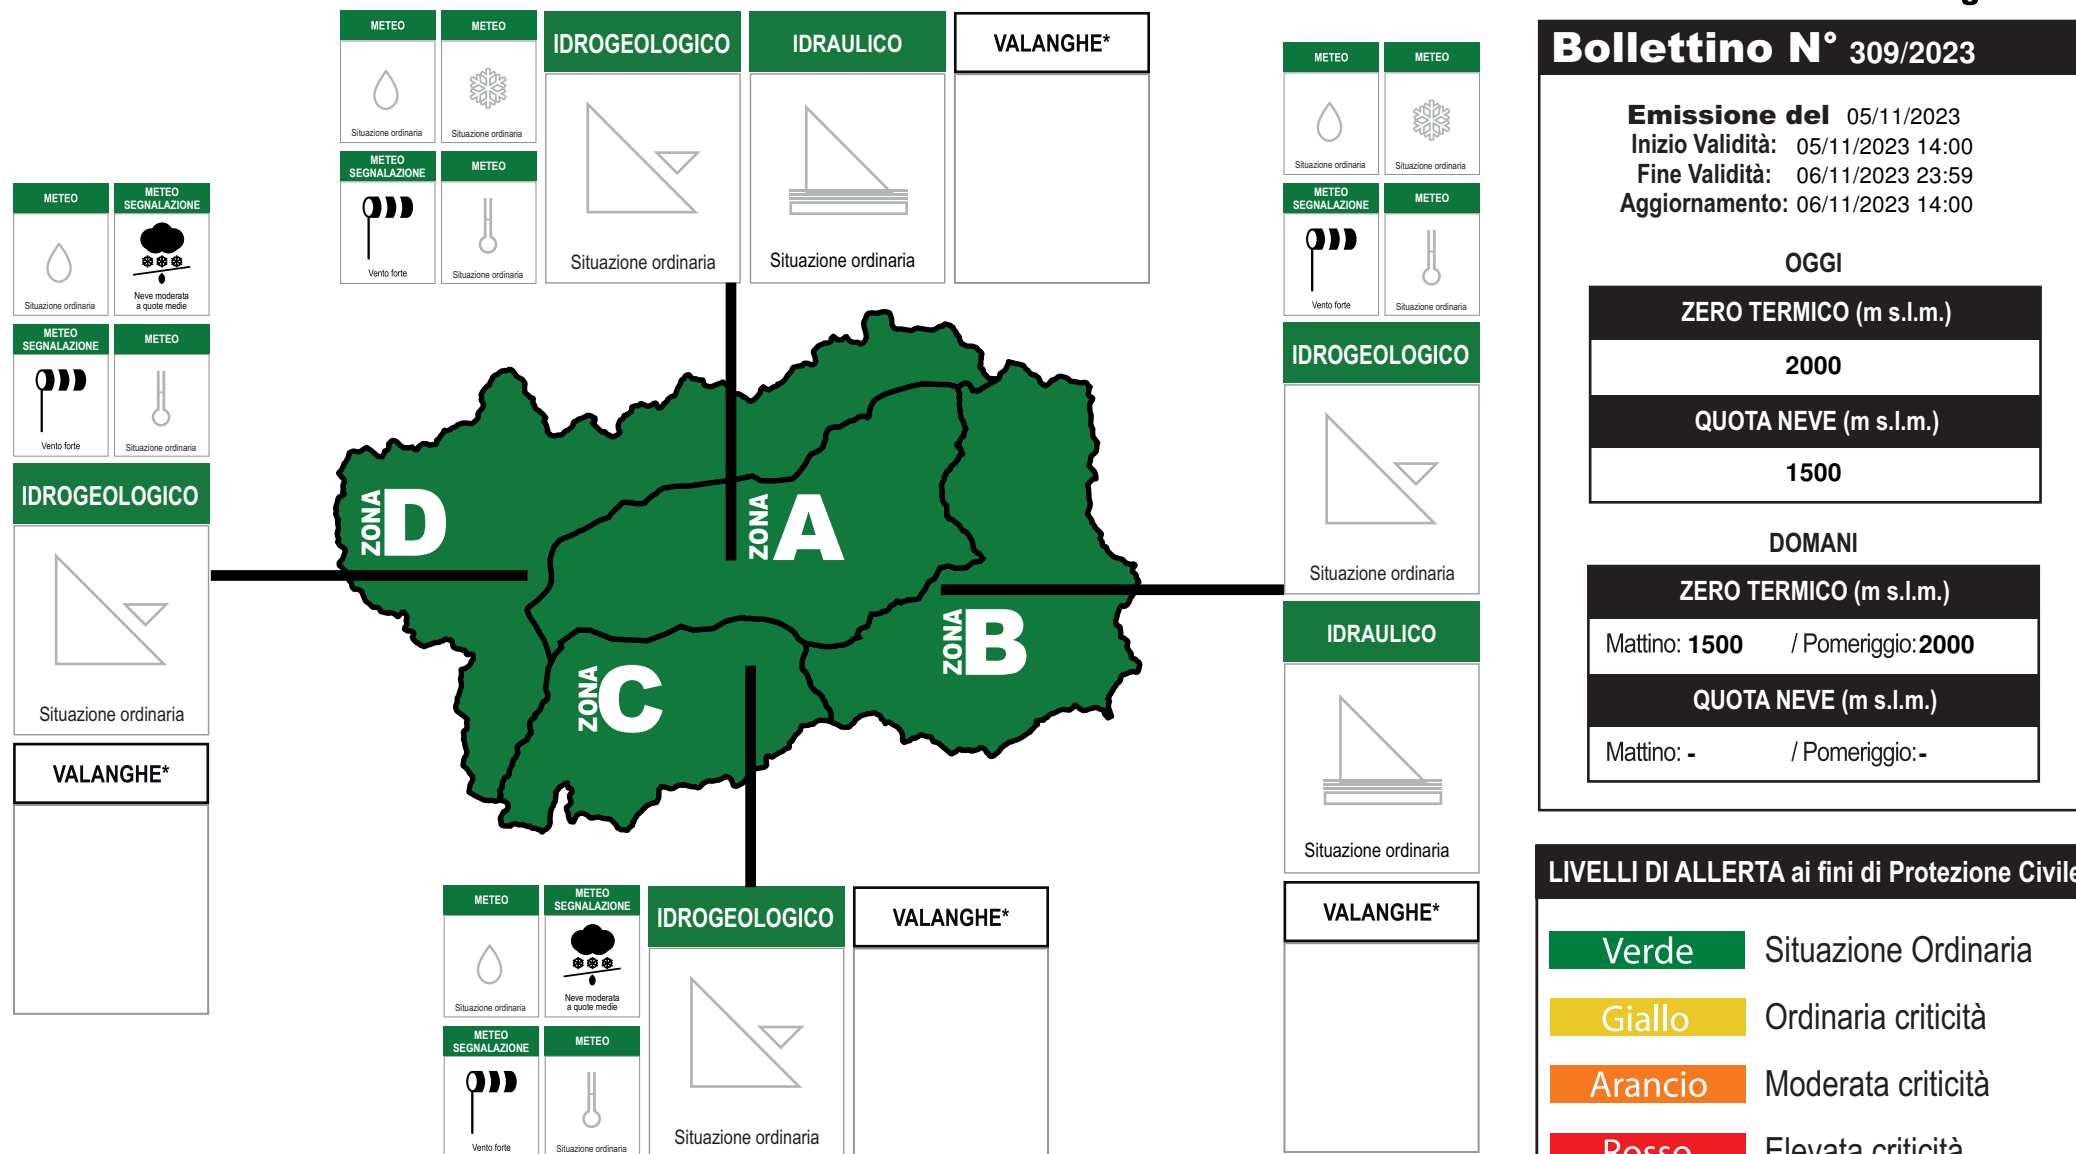 METEO
METEO
IDROGEOLOGICO
IDRAULICO
VALANGHE*
Situazione ordinaria
Situazione ordinaria
METEO
SEGNALAZIONE
METEO
Vento forte
Situazione ordinaria
Situazione ordinaria
Situazione ordinaria
METEO
METEO
SEGNALAZIONE
Situazione ordinaria
Neve moderata
a quote medie
METEO
SEGNALAZIONE
METEO
Vento forte
Situazione ordinaria
IDROGEOLOGICO
Situazione ordinaria
VALANGHE*
ZONA D
ZONA A
ZONA B
ZONA C
METEO
METEO
Situazione ordinaria
Situazione ordinaria
METEO
SEGNALAZIONE
METEO
Vento forte
Situazione ordinaria
IDROGEOLOGICO
Situazione ordinaria
IDRAULICO
Situazione ordinaria
VALANGHE*
METEO
METEO
SEGNALAZIONE
IDROGEOLOGICO
VALANGHE*
Situazione ordinaria
Neve moderata
a quote medie
METEO
SEGNALAZIONE
METEO
Vento forte
Situazione ordinaria
Situazione ordinaria
Bollettino N° 309/2023
Emissione del 05/11/2023
Inizio Validità: 05/11/2023 14:00
Fine Validità: 06/11/2023 23:59
Aggiornamento: 06/11/2023 14:00
OGGI
ZERO TERMICO (m s.l.m.)
2000
QUOTA NEVE (m s.l.m.)
1500
DOMANI
ZERO TERMICO (m s.l.m.)
Mattino: 1500 / Pomeriggio: 2000
QUOTA NEVE (m s.l.m.)
Mattino: - / Pomeriggio: -
LIVELLI DI ALLERTA ai fini di Protezione Civile
Verde Situazione Ordinaria
Giallo Ordinaria criticità
Arancio Moderata criticità
Rosso Elevata criticità